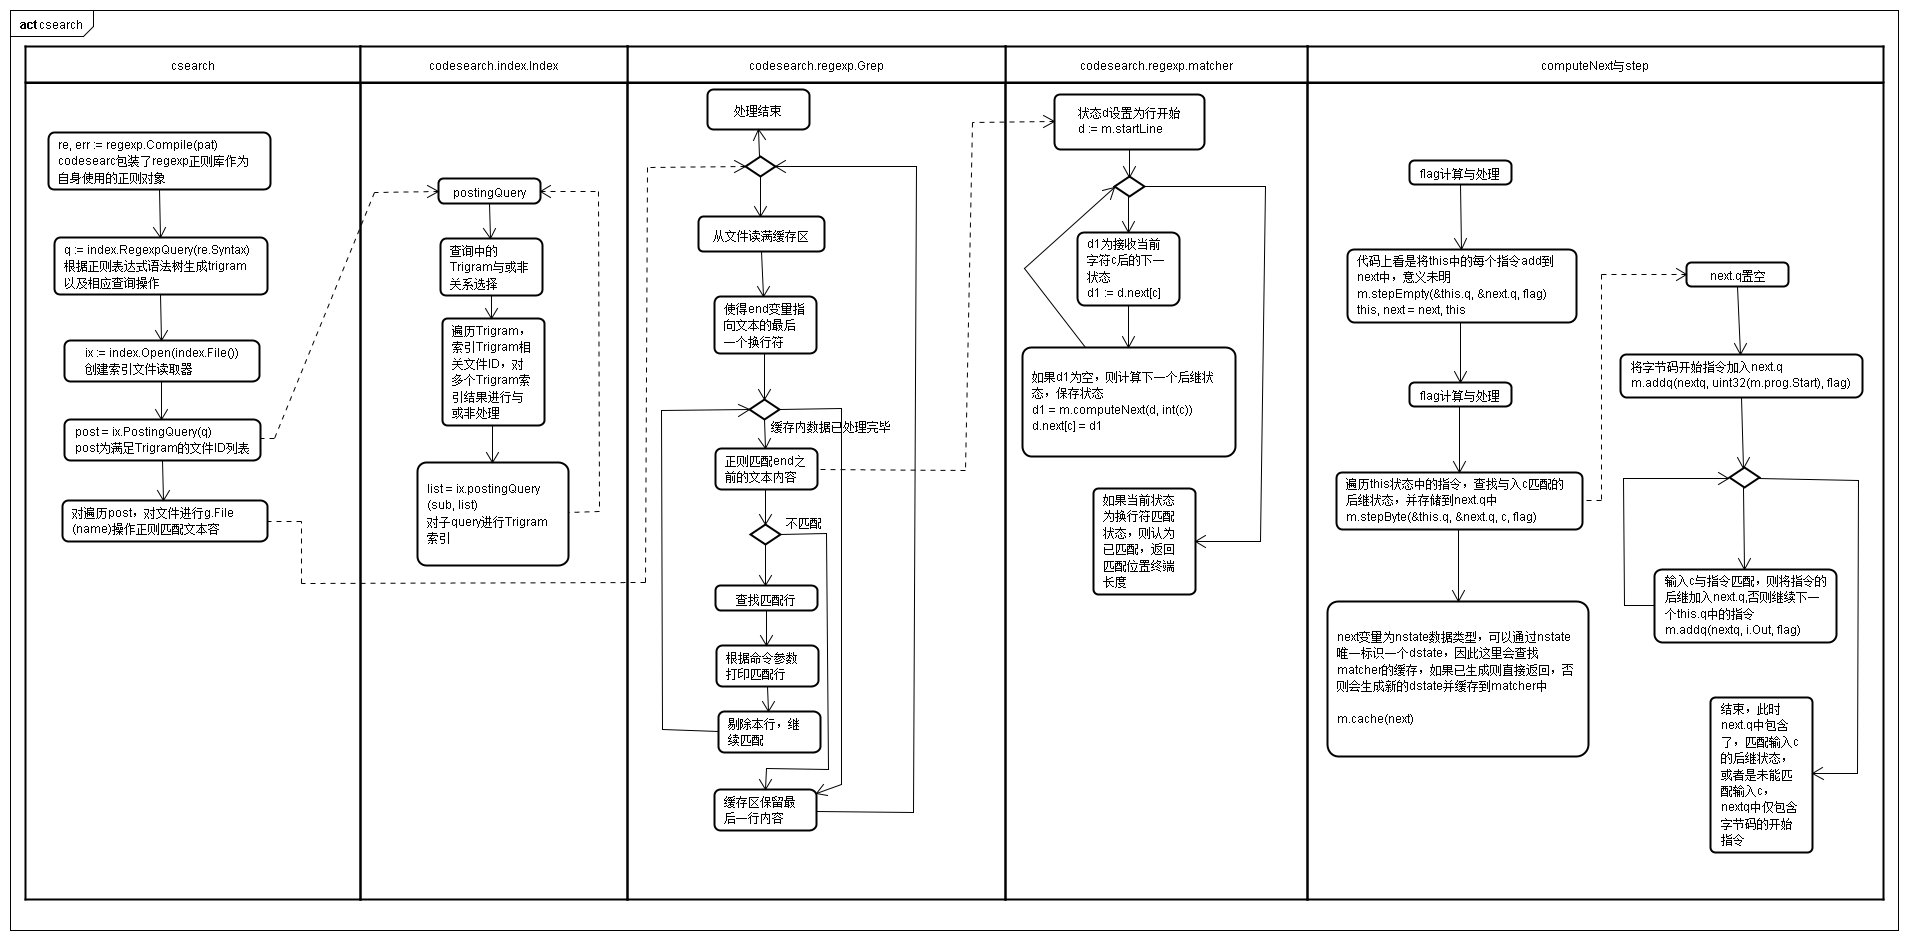 act csearch
csearch
codesearch.index.Index
codesearch.regexp.Grep
codesearch.regexp.matcher
computeNext与step
re, err := regexp.Compile(pat)
codesearc包装了regexp正则库作为
自身使用的正则对象
q := index.RegexpQuery(re.Syntax)
根据正则表达式语法树生成trigram
以及相应查询操作
ix := index.Open(index.File())
创建索引文件读取器
post = ix.PostingQuery(q)
post为满足Trigram的文件ID列表
对遍历post，对文件进行g.File
(name)操作正则匹配文本容
postingQuery
查询中的
Trigram与或非
关系选择
遍历Trigram，
索引Trigram相
关文件ID，对
多个Trigram索
引结果进行与
或非处理
list = ix.postingQuery
(sub, list)
对子query进行Trigram
索引
处理结束
从文件读满缓存区
使得end变量指
向文本的最后
一个换行符
缓存内数据已处理完毕
正则匹配end之
前的文本内容
不匹配
查找匹配行
根据命令参数
打印匹配行
剔除本行，继
续匹配
缓存区保留最
后一行内容
状态d设置为行开始
d := m.startLine
d1为接收当前
字符c后的下一
状态
d1 := d.next[c]
如果d1为空，则计算下一个后继状
态，保存状态
d1 = m.computeNext(d, int(c))
d.next[c] = d1
如果当前状态
为换行符匹配
状态，则认为
已匹配，返回
匹配位置终端
长度
flag计算与处理
代码上看是将this中的每个指令add到
next中，意义未明
m.stepEmpty(&this.q, &next.q, flag)
this, next = next, this
flag计算与处理
遍历this状态中的指令，查找与入c匹配的
后继状态，并存储到next.q中
m.stepByte(&this.q, &next.q, c, flag)
next变量为nstate数据类型，可以通过nstate
唯一标识一个dstate，因此这里会查找
matcher的缓存，如果已生成则直接返回，否
则会生成新的dstate并缓存到matcher中
m.cache(next)
next.q置空
将字节码开始指令加入next.q
m.addq(nextq, uint32(m.prog.Start), flag)
输入c与指令匹配，则将指令的
后继加入next.q,否则继续下一
个this.q中的指令
m.addq(nextq, i.Out, flag)
结束，此时
next.q中包含
了，匹配输入c
的后继状态，
或者是未能匹
配输入c，
nextq中仅包含
字节码的开始
指令